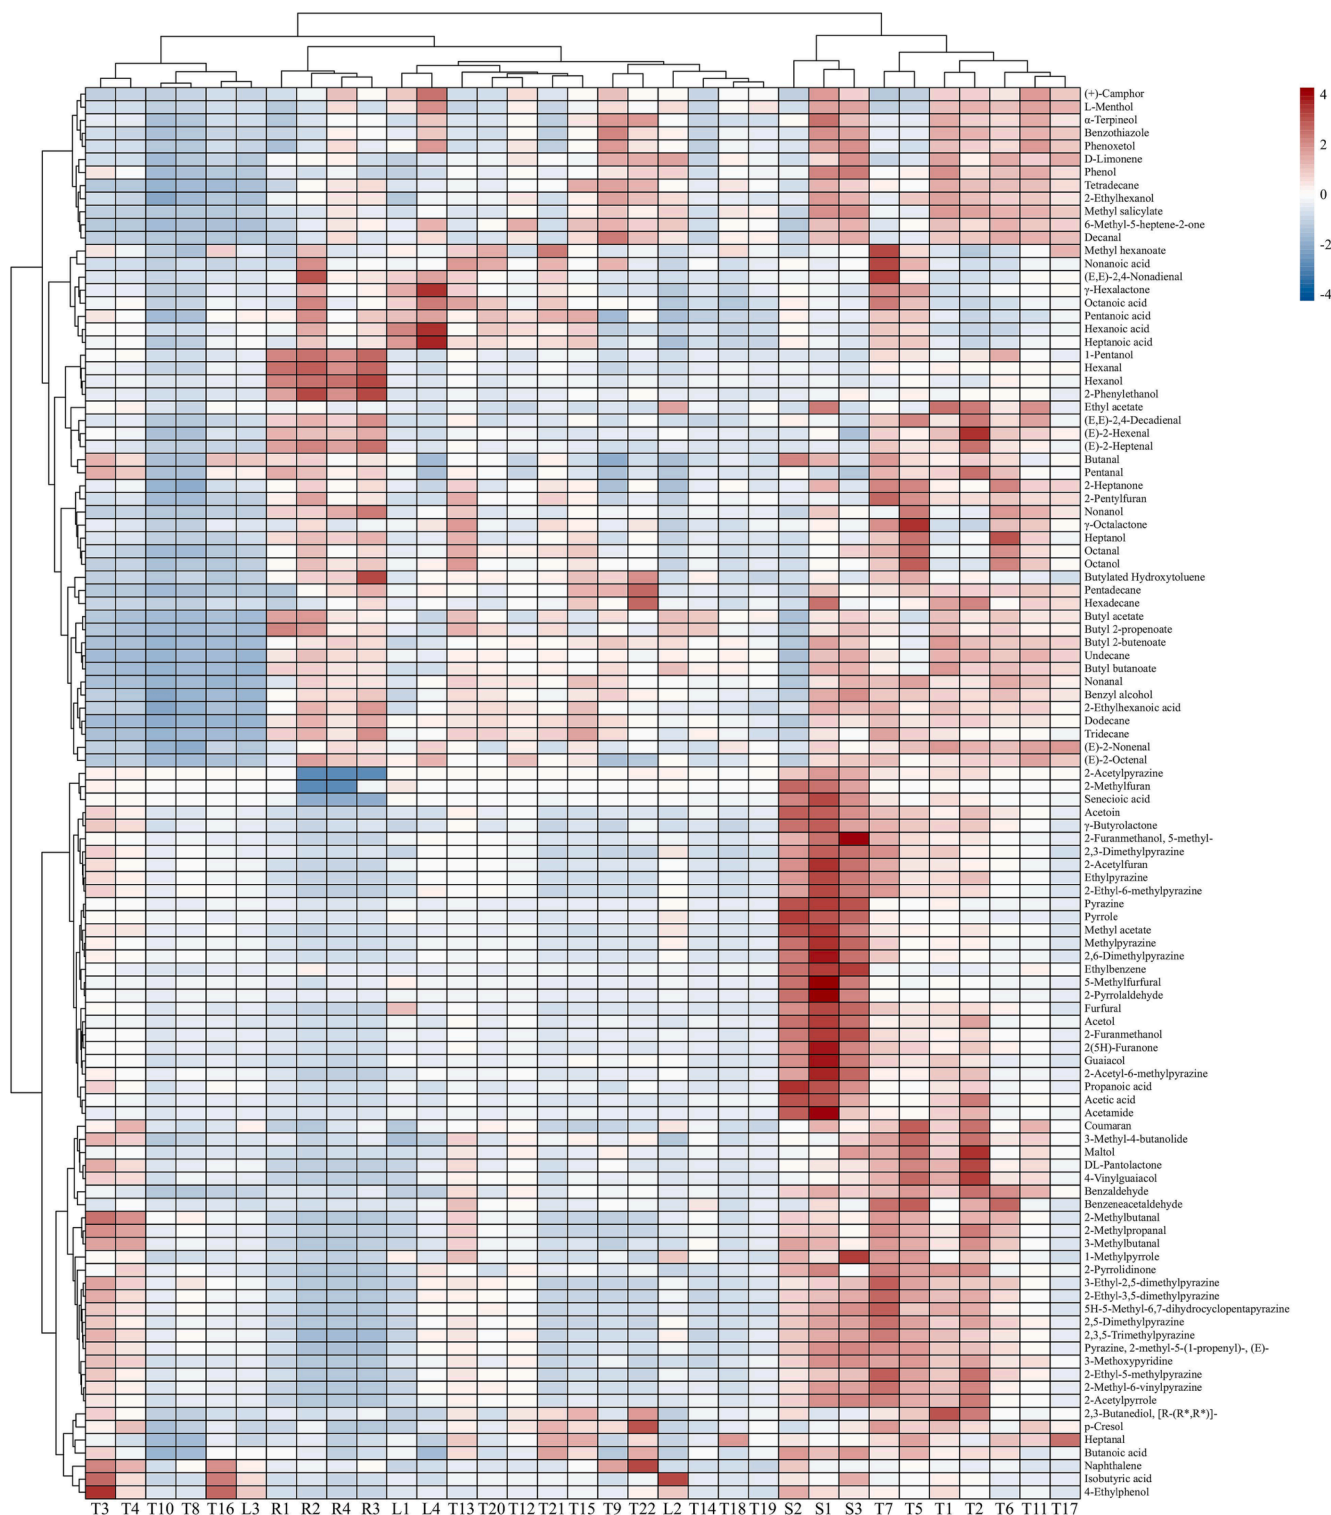 (+)-Camphor
L-Menthol
α-Terpineol
Benzothiazole
Phenoxetol
D-Limonene
Phenol
Tetradecane
2-Ethylhexanol
Methyl salicylate
6-Methyl-5-heptene-2-one
Decanal
Methyl hexanoate
Nonanoic acid
(E,E)-2,4-Nonadienal
γ-Hexalactone
Octanoic acid
Pentanoic acid
Hexanoic acid
Heptanoic acid
1-Pentanol
Hexanal
Hexanol
2-Phenylethanol
Ethyl acetate
(E,E)-2,4-Decadienal
(E)-2-Hexenal
(E)-2-Heptenal
Butanal
Pentanal
2-Heptanone
2-Pentylfuran
Nonanol
γ-Octalactone
Heptanol
Octanal
Octanol
Butylated Hydroxytoluene
Pentadecane
Hexadecane
Butyl acetate
Butyl 2-propenoate
Butyl 2-butenoate
Undecane
Butyl butanoate
Nonanal
Benzyl alcohol
2-Ethylhexanoic acid
Dodecane
Tridecane
(E)-2-Nonenal
(E)-2-Octenal
2-Acetylpyrazine
2-Methylfuran
Senecioic acid
Acetoin
γ-Butyrolactone
2-Furanmethanol, 5-methyl-
2,3-Dimethylpyrazine
2-Acetylfuran
Ethylpyrazine
2-Ethyl-6-methylpyrazine
Pyrazine
Pyrrole
Methyl acetate
Methylpyrazine
2,6-Dimethylpyrazine
Ethylbenzene
5-Methylfurfural
2-Pyrrolaldehyde
Furfural
Acetol
2-Furanmethanol
2(5H)-Furanone
Guaiacol
2-Acetyl-6-methylpyrazine
Propanoic acid
Acetic acid
Acetamide
Coumaran
3-Methyl-4-butanolide
Maltol
DL-Pantolactone
4-Vinylguaiacol
Benzaldehyde
Benzeneacetaldehyde
2-Methylbutanal
2-Methylpropanal
3-Methylbutanal
1-Methylpyrrole
2-Pyrrolidinone
3-Ethyl-2,5-dimethylpyrazine
2-Ethyl-3,5-dimethylpyrazine
5H-5-Methyl-6,7-dihydrocyclopentapyrazine
2,5-Dimethylpyrazine
2,3,5-Trimethylpyrazine
Pyrazine, 2-methyl-5-(1-propenyl)-, (E)-
3-Methoxypyridine
2-Ethyl-5-methylpyrazine
2-Methyl-6-vinylpyrazine
2-Acetylpyrrole
2,3-Butanediol, [R-(R*,R*)]-
p-Cresol
Heptanal
Butanoic acid
Naphthalene
Isobutyric acid
4-Ethylphenol
T3 T4 T10 T8 T16 L3 R1 R2 R4 R3 L1 L4 T13 T20 T12 T21 T15 T9 T22 L2 T14 T18 T19 S2 S1 S3 T7 T5 T1 T2 T6 T11 T17
4
2
0
-2
-4